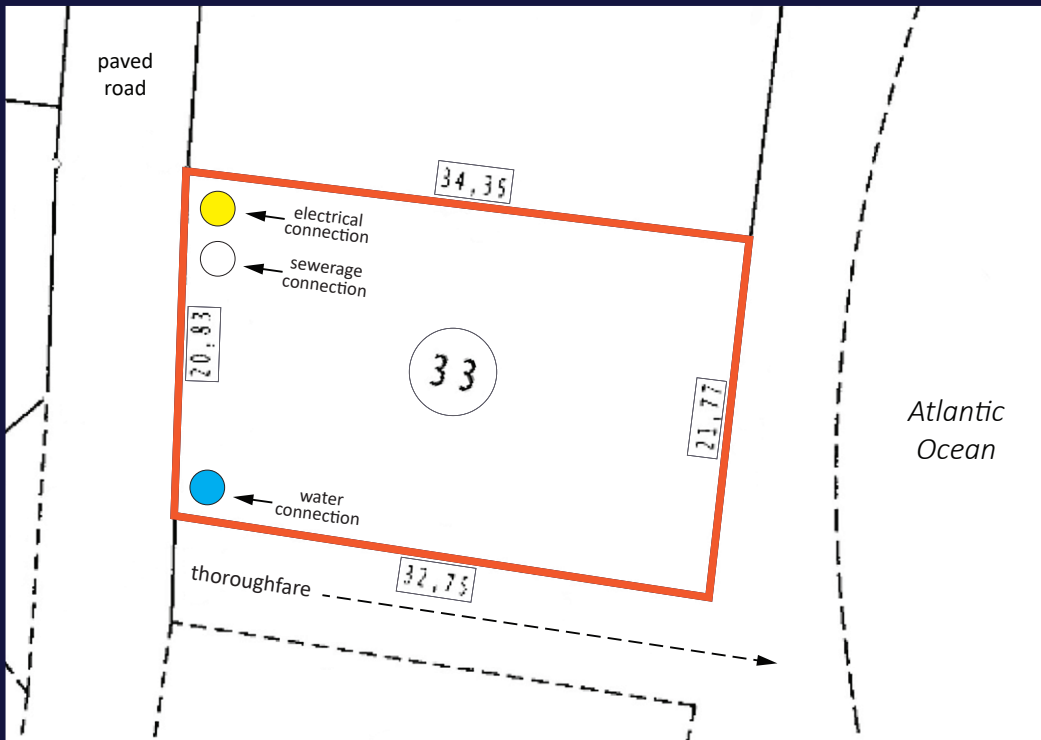 paved
road
34,35
electrical
connection
sewerage
connection
20,83
33
21,77
Atlantic
Ocean
water
connection
thoroughfare
32,75